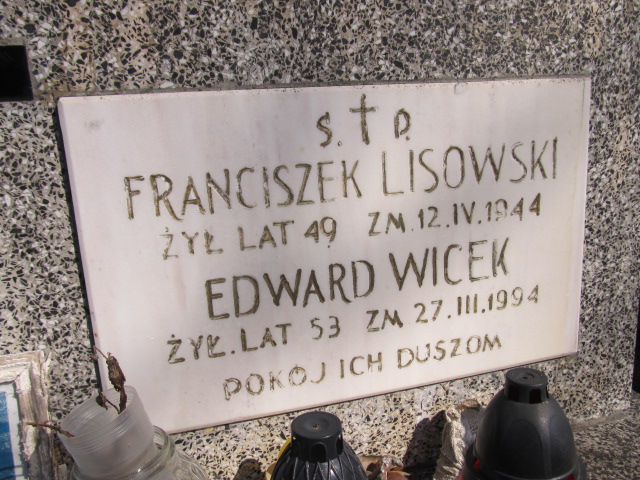 Ś. † P.
FRANCISZEK LISOWSKI
ŻYŁ LAT 49 ZM. 12. IV. 1944
EDWARD WICEK
ŻYŁ. LAT 53 ZM 27. III. 1994
POKÓJ ICH DUSZOM